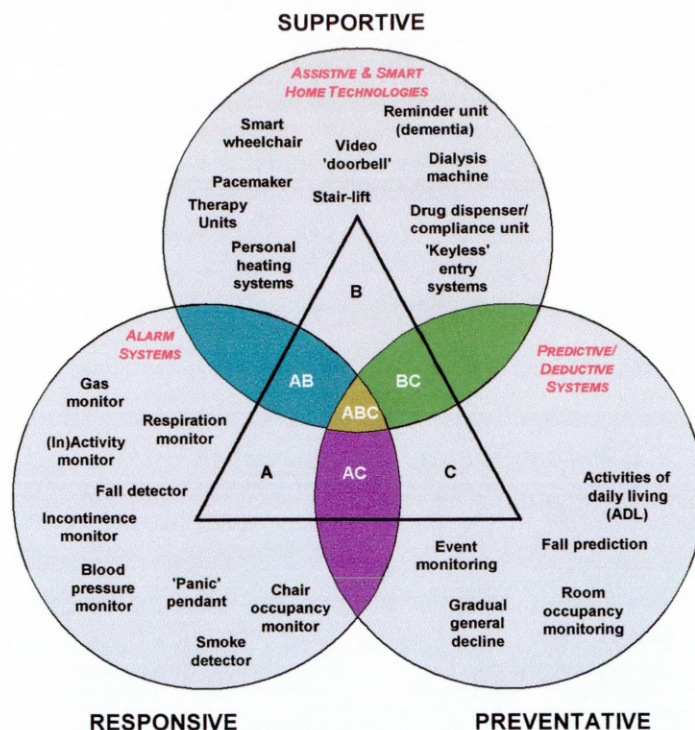 SUPPORTIVE
ASSISTIVE & SMART
HOME TECHNOLOGIES
Smart
wheelchair
Video
'doorbell'
Reminder unit
(dementia)
Dialysis
machine
Pacemaker
Stair-lift
Therapy
Units
Drug dispenser/
compliance unit
Personal
heating
systems
'Keyless'
entry
systems
B
ALARM
SYSTEMS
PREDICTIVE/
DEDUCTIVE
SYSTEMS
AB
BC
ABC
Gas
monitor
Respiration
monitor
(In)Activity
monitor
A
AC
C
Fall detector
Activities of
daily living
(ADL)
Incontinence
monitor
Event
monitoring
Fall prediction
Blood
pressure
monitor
'Panic'
pendant
Chair
occupancy
monitor
Gradual
general
decline
Room
occupancy
monitoring
Smoke
detector
RESPONSIVE
PREVENTATIVE